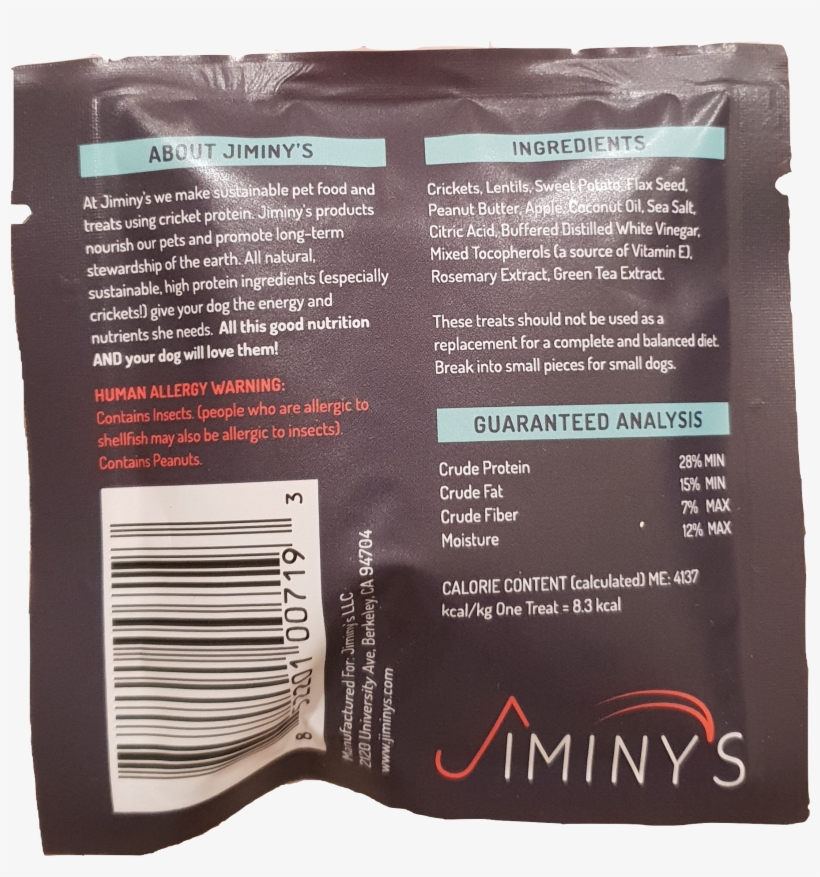 ABOUT JIMINY'S
At Jiminy's we make sustainable pet food and
treats using cricket protein. Jiminy's products
nourish our pets and promote long-term
stewardship of the earth. All natural,
sustainable, high protein ingredients (especially
crickets!) give your dog the energy and
nutrients she needs. All this good nutrition
AND your dog will love them!
HUMAN ALLERGY WARNING:
Contains Insects. (people who are allergic to
shellfish may also be allergic to insects).
Contains Peanuts.
8 52201 00719 3
Manufactured For: Jiminy's LLC
2120 University Ave, Berkeley, CA 94704
www.jiminys.com
INGREDIENTS
Crickets, Lentils, Sweet Potato, Flax Seed,
Peanut Butter, Apple, Coconut Oil, Sea Salt,
Citric Acid, Buffered Distilled White Vinegar,
Mixed Tocopherols (a source of Vitamin E),
Rosemary Extract, Green Tea Extract.
These treats should not be used as a
replacement for a complete and balanced diet.
Break into small pieces for small dogs.
GUARANTEED ANALYSIS
Crude Protein 28% MIN
Crude Fat 15% MIN
Crude Fiber 7% MAX
Moisture 12% MAX
CALORIE CONTENT (calculated) ME: 4137
kcal/kg One Treat = 8.3 kcal
JIMINY'S